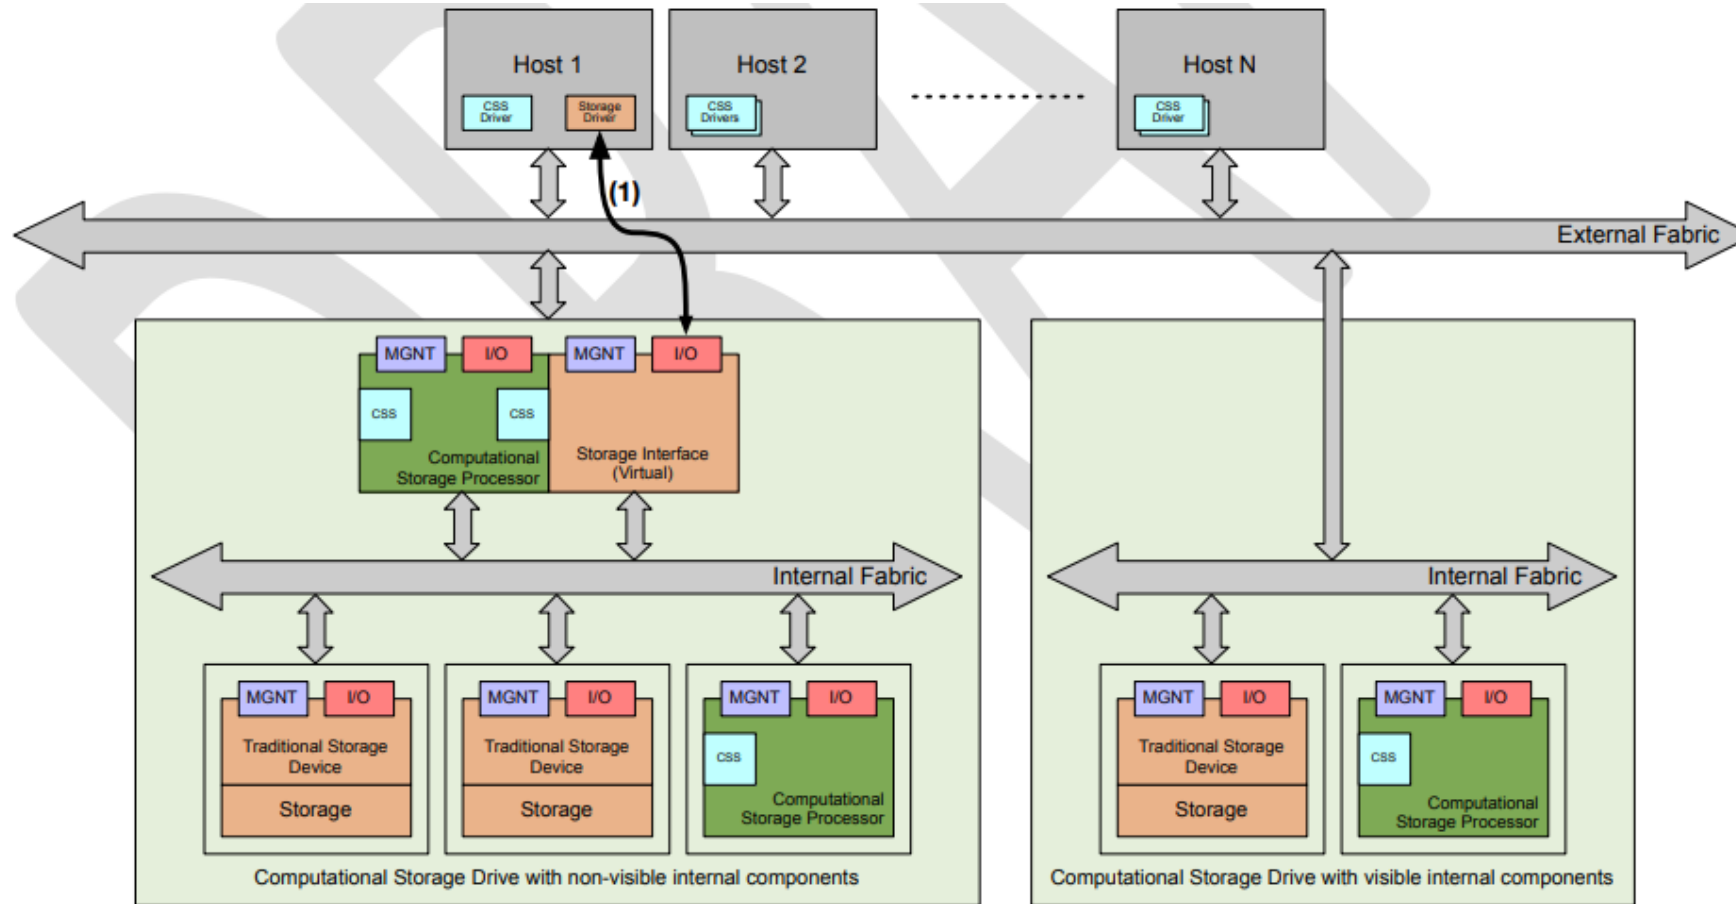 Host 1
CSS
Driver
Storage
Driver
Host 2
CSS
Drivers
Host N
CSS
Driver
(1)
External Fabric
MGNT
I/O
MGNT
I/O
CSS
CSS
Computational
Storage Processor
Storage Interface
(Virtual)
Internal Fabric
MGNT
I/O
Traditional Storage
Device
Storage
MGNT
I/O
Traditional Storage
Device
Storage
MGNT
I/O
CSS
Computational
Storage Processor
Computational Storage Drive with non-visible internal components
Internal Fabric
MGNT
I/O
Traditional Storage
Device
Storage
MGNT
I/O
CSS
Computational
Storage Processor
Computational Storage Drive with visible internal components